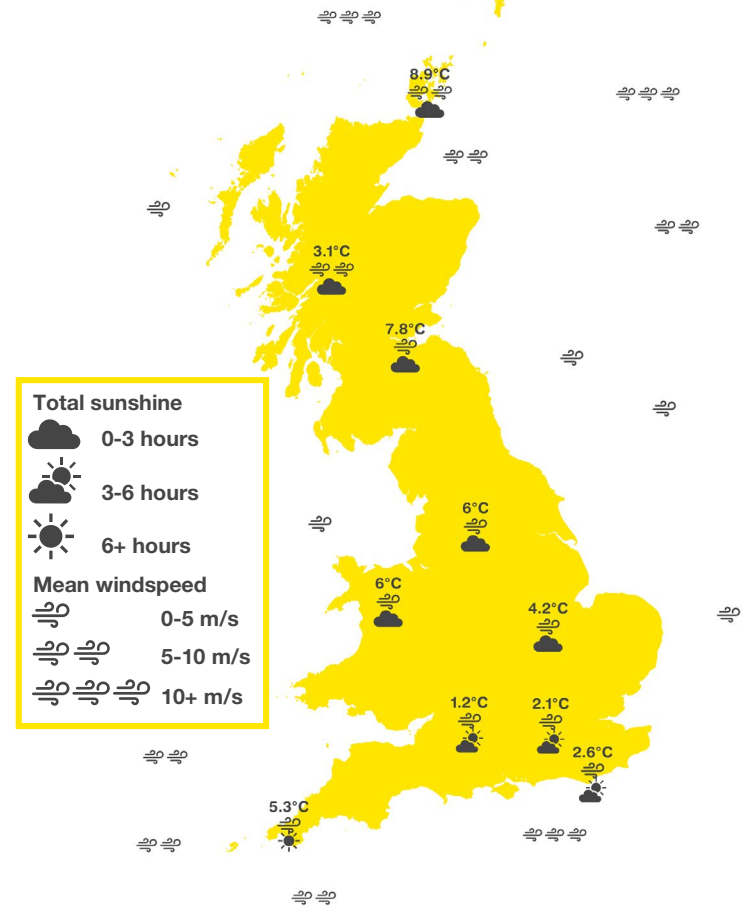 8.9°C
3.1°C
7.8°C
Total sunshine
0-3 hours
3-6 hours
6+ hours
Mean windspeed
0-5 m/s
5-10 m/s
10+ m/s
6°C
6°C
4.2°C
1.2°C
2.1°C
2.6°C
5.3°C